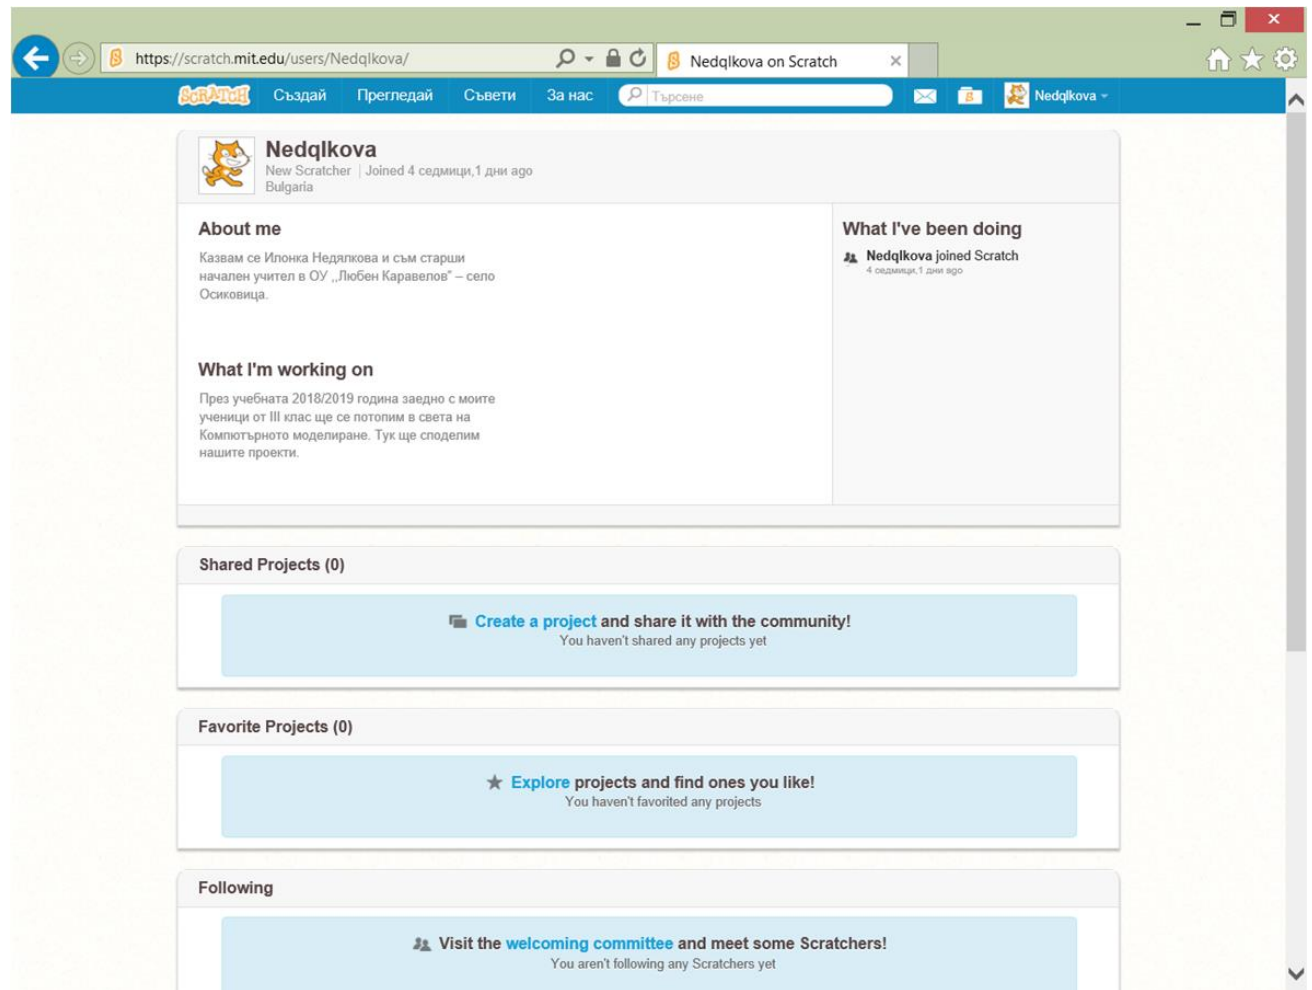 https://scratch.mit.edu/users/Nedqlkova/
Nedqlkova on Scratch
SCRATCH Създай Прегледай Съвети За нас Търсене Nedqlkova
Nedqlkova
New Scratcher | Joined 4 седмици,1 дни ago
Bulgaria
About me
Казвам се Илонка Недялкова и съм старши
начален учител в ОУ ,,Любен Каравелов“ – село
Осиковица.
What I'm working on
През учебната 2018/2019 година заедно с моите
ученици от III клас ще се потопим в света на
Компютърното моделиране. Тук ще споделим
нашите проекти.
What I've been doing
Nedqlkova joined Scratch
4 седмици,1 дни ago
Shared Projects (0)
Create a project and share it with the community!
You haven't shared any projects yet
Favorite Projects (0)
Explore projects and find ones you like!
You haven't favorited any projects
Following
Visit the welcoming committee and meet some Scratchers!
You aren't following any Scratchers yet